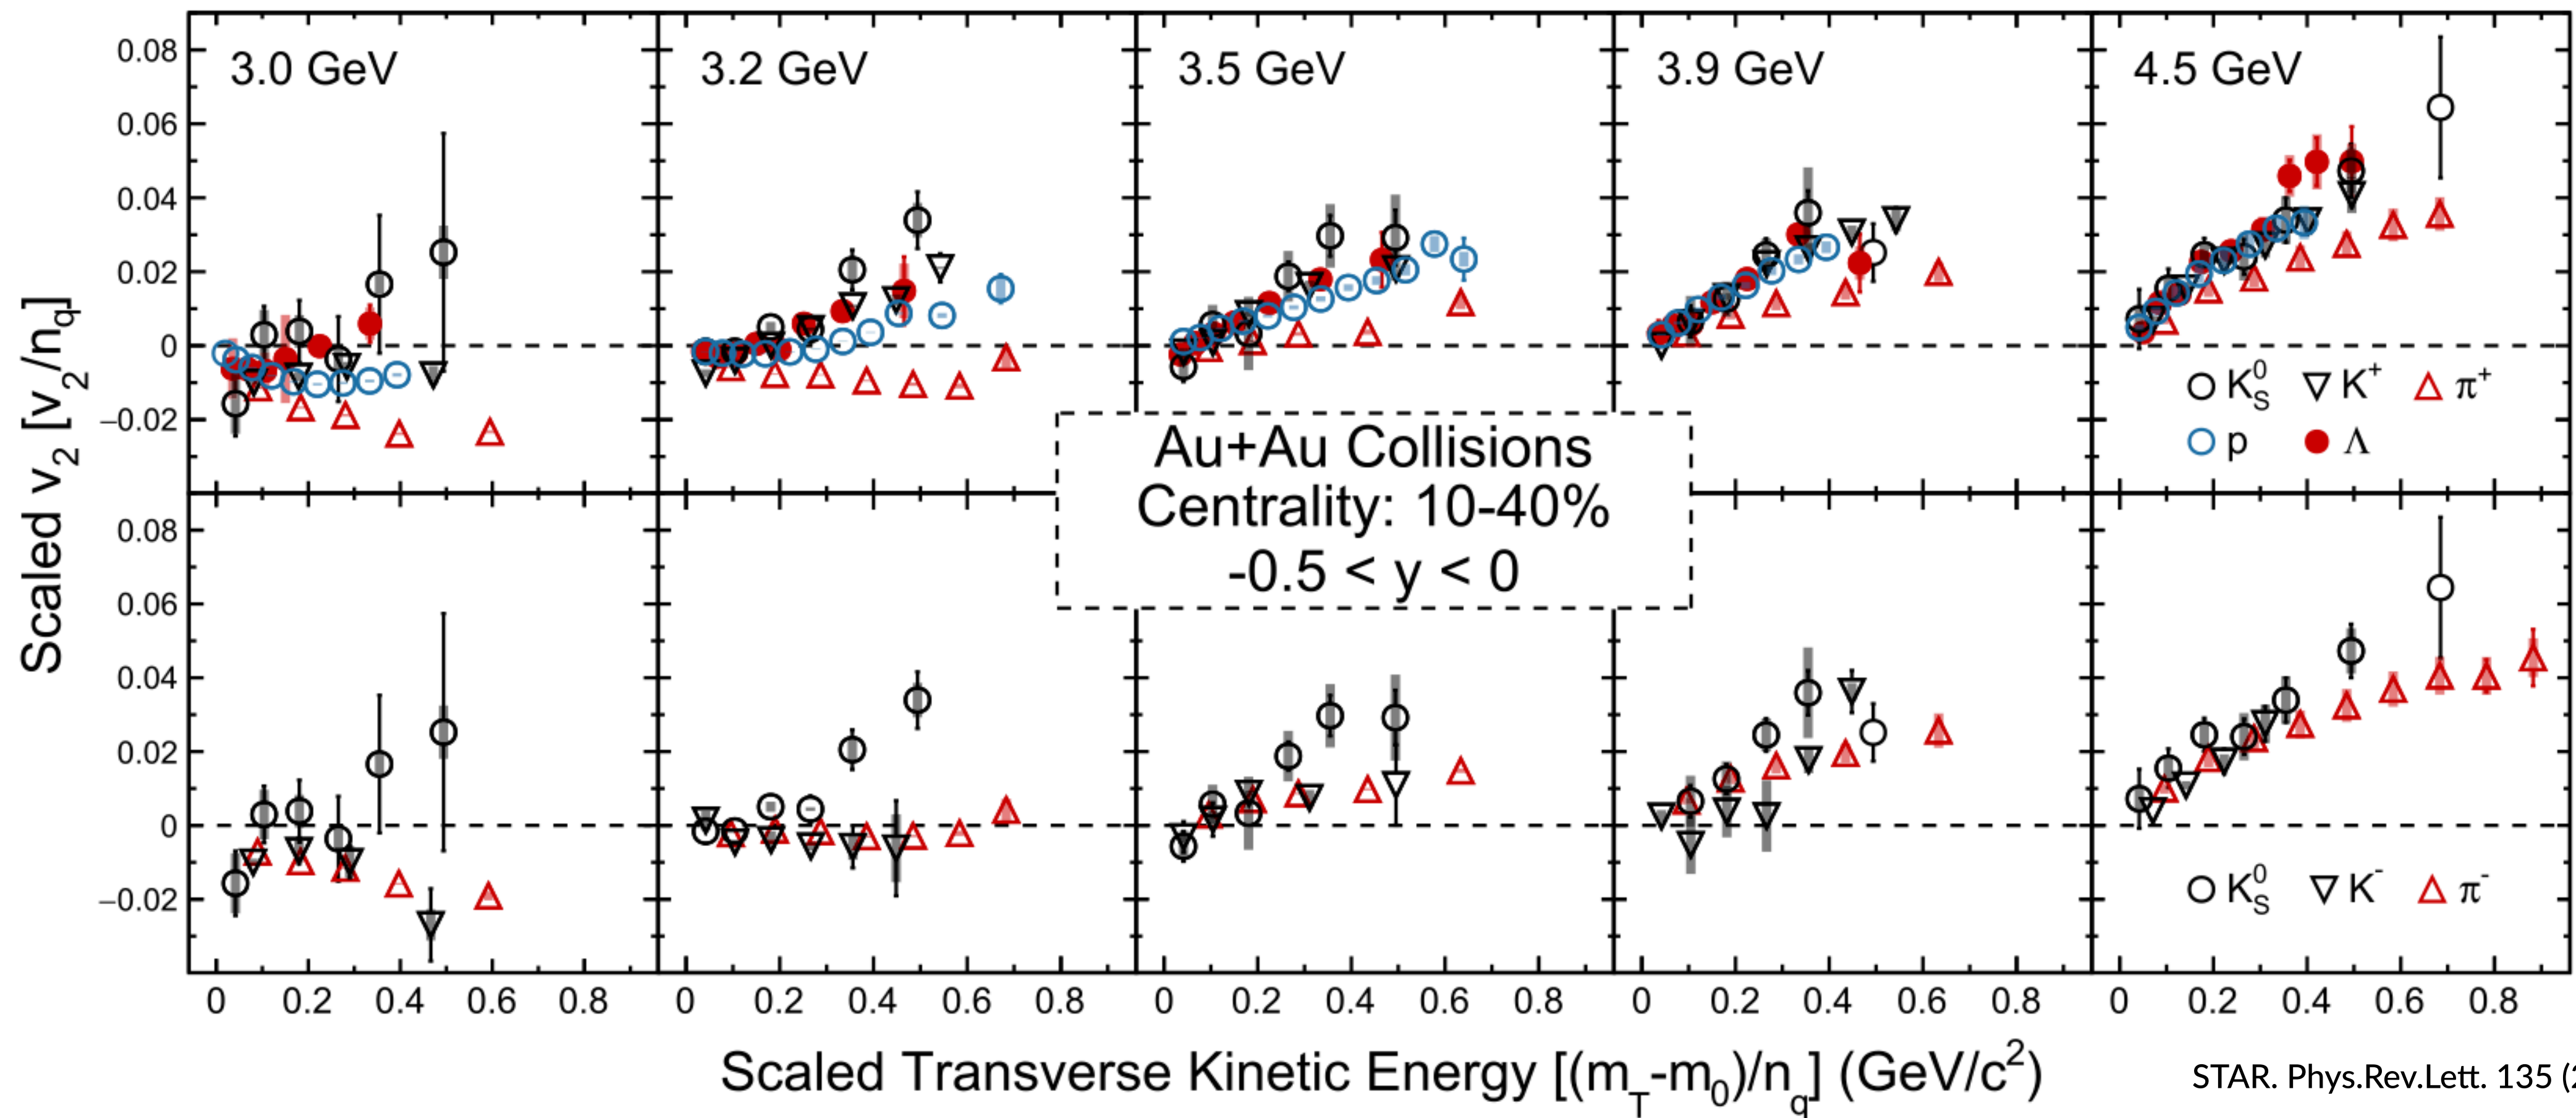 3.0 GeV
3.2 GeV
3.5 GeV
3.9 GeV
4.5 GeV
0.08
0.06
0.04
0.02
0
−0.02
K⁰S K⁺ π⁺
p Λ
Au+Au Collisions
Centrality: 10-40%
-0.5 < y < 0
Scaled v₂ [v₂/nq]
0.08
0.06
0.04
0.02
0
−0.02
K⁰S K⁻ π⁻
0 0.2 0.4 0.6 0.8 0 0.2 0.4 0.6 0.8 0 0.2 0.4 0.6 0.8 0 0.2 0.4 0.6 0.8 0 0.2 0.4 0.6 0.8
Scaled Transverse Kinetic Energy [(mT-m₀)/nq] (GeV/c²)
STAR. Phys.Rev.Lett. 135 (